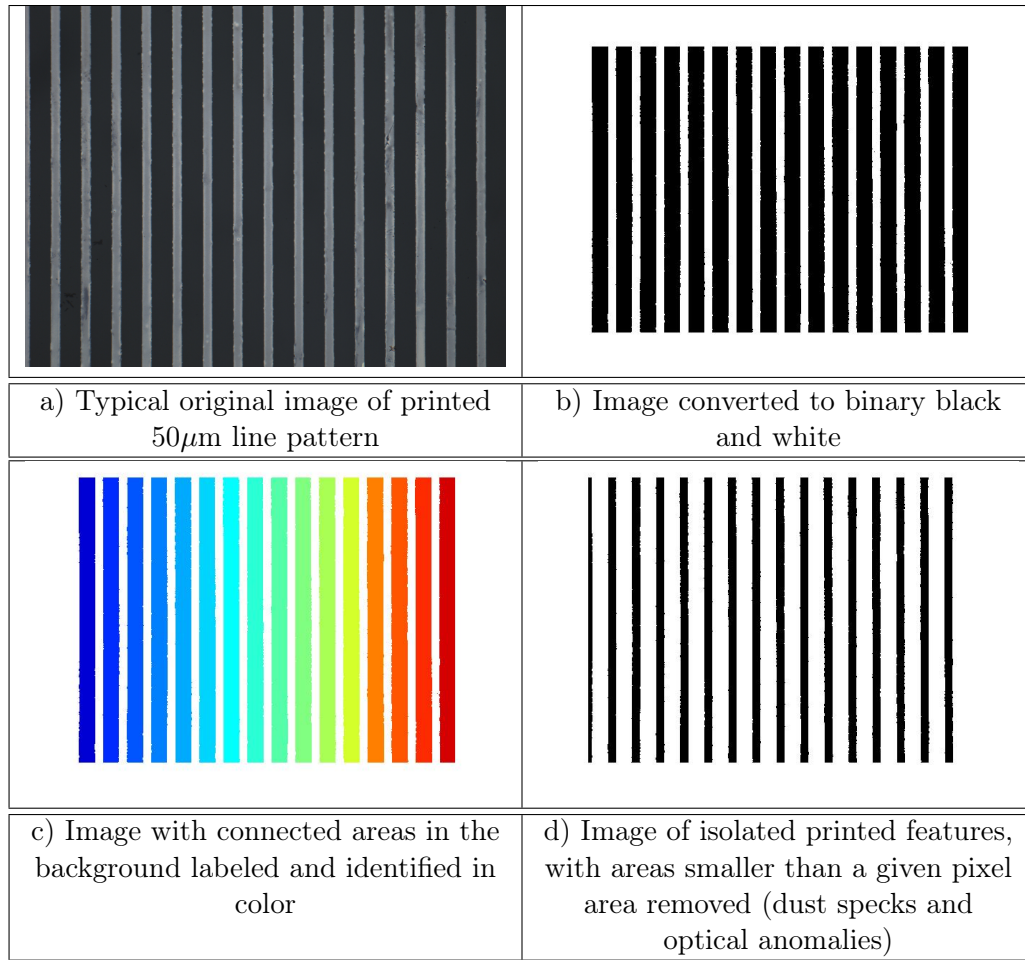 a) Typical original image of printed
50μm line pattern
b) Image converted to binary black
and white
c) Image with connected areas in the
background labeled and identified in
color
d) Image of isolated printed features,
with areas smaller than a given pixel
area removed (dust specks and
optical anomalies)